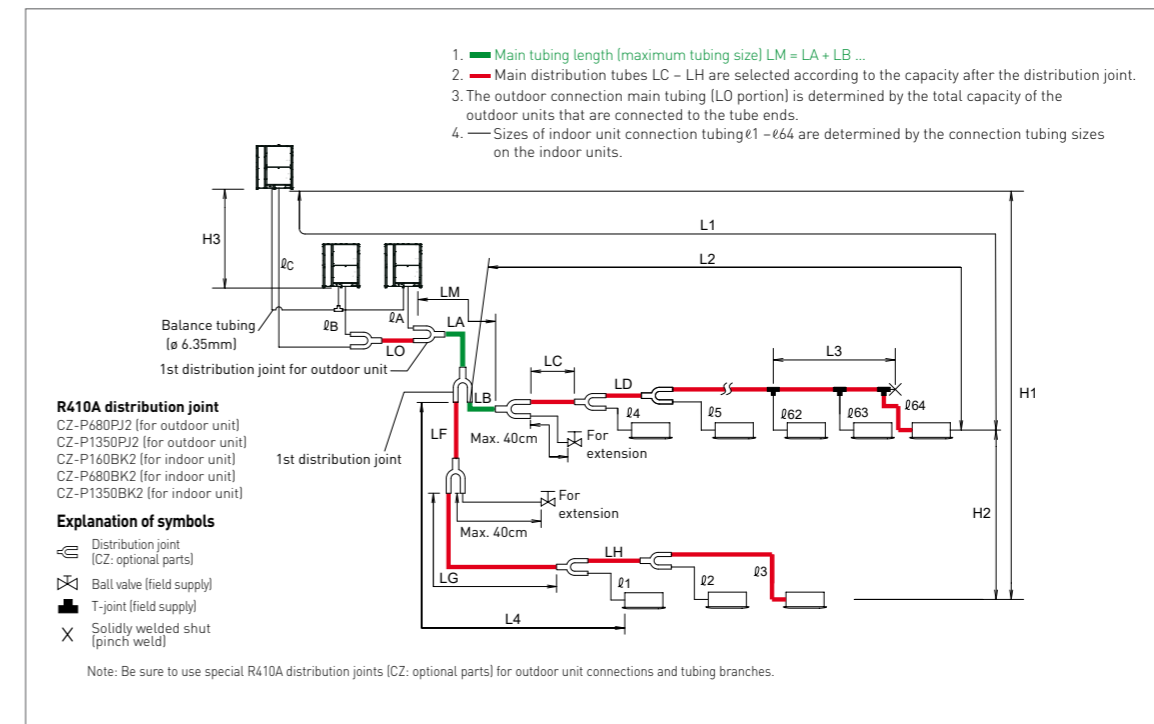 1. Main tubing length (maximum tubing size) LM = LA + LB ...
2. Main distribution tubes LC – LH are selected according to the capacity after the distribution joint.
3. The outdoor connection main tubing (LO portion) is determined by the total capacity of the
outdoor units that are connected to the tube ends.
4. Sizes of indoor unit connection tubing ℓ1 – ℓ64 are determined by the connection tubing sizes
on the indoor units.
L1
H3
L2
ℓC
LM
Balance tubing
(ø 6.35mm)
ℓB
ℓA
LA
LO
1st distribution joint for outdoor unit
LC
L3
LD
LB
H1
ℓ4
ℓ5
ℓ62
ℓ63
ℓ64
R410A distribution joint
CZ-P680PJ2 (for outdoor unit)
CZ-P1350PJ2 (for outdoor unit)
CZ-P160BK2 (for indoor unit)
CZ-P680BK2 (for indoor unit)
CZ-P1350BK2 (for indoor unit)
LF
Max. 40cm
For
extension
1st distribution joint
For
extension
Max. 40cm
H2
Explanation of symbols
Distribution joint
(CZ: optional parts)
Ball valve (field supply)
T-joint (field supply)
Solidly welded shut
(pinch weld)
LG
LH
ℓ1
ℓ2
ℓ3
L4
Note: Be sure to use special R410A distribution joints (CZ: optional parts) for outdoor unit connections and tubing branches.